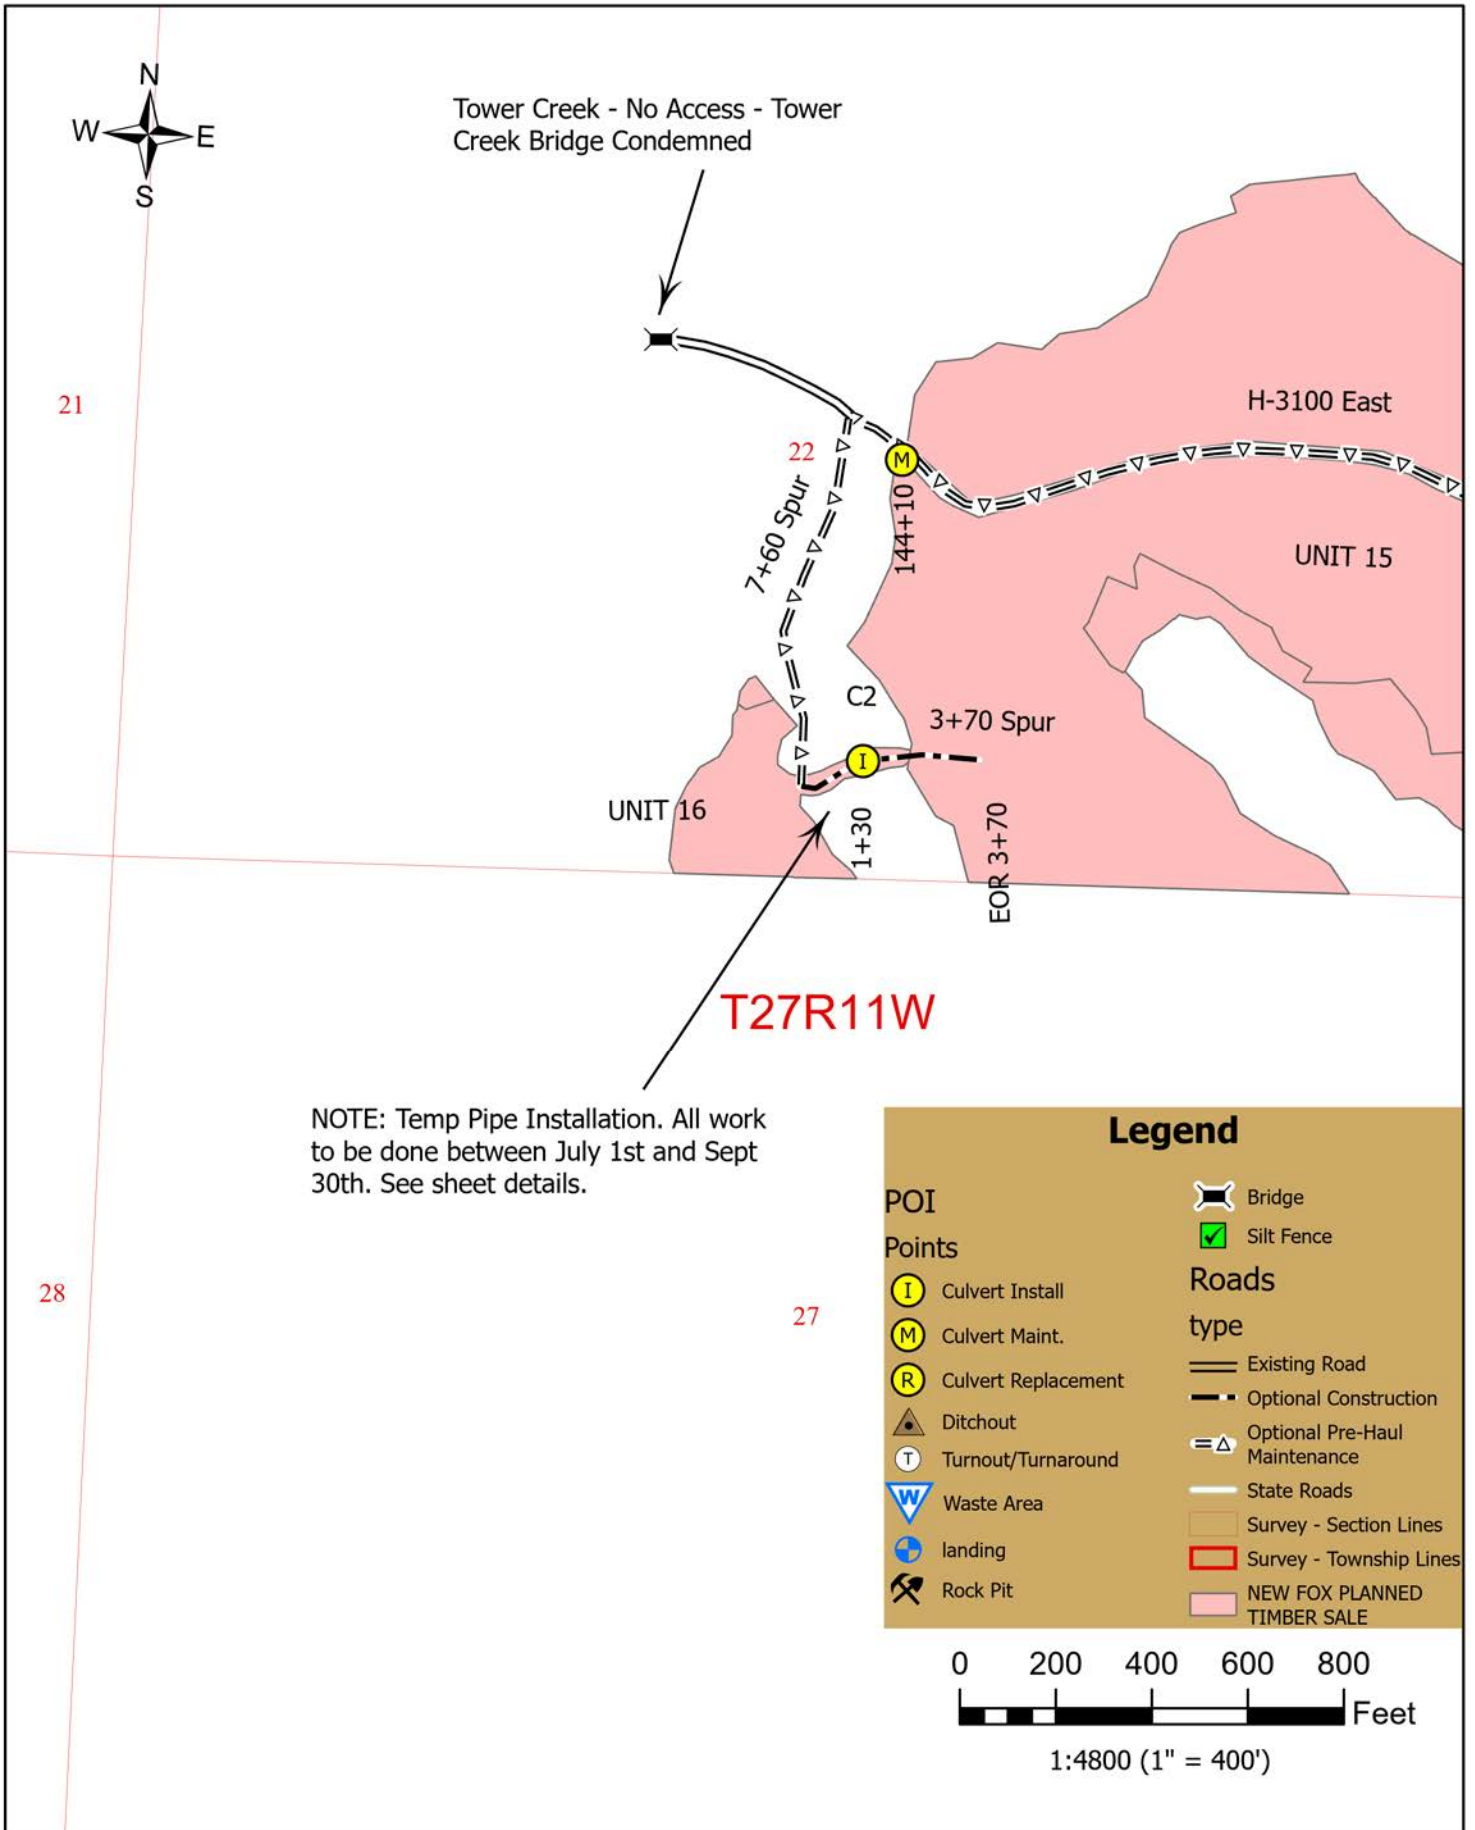 N
W E
S
Tower Creek - No Access - Tower
Creek Bridge Condemned
21
22
H-3100 East
M
144+10
7+60 Spur
UNIT 15
C2
3+70 Spur
I
UNIT 16
1+30
EOR 3+70
T27R11W
NOTE: Temp Pipe Installation. All work
to be done between July 1st and Sept
30th. See sheet details.
28
27
Legend
POI
Points
I Culvert Install
M Culvert Maint.
R Culvert Replacement
Ditchout
T Turnout/Turnaround
W Waste Area
landing
Rock Pit
Bridge
Silt Fence
Roads
type
Existing Road
Optional Construction
Optional Pre-Haul
Maintenance
State Roads
Survey - Section Lines
Survey - Township Lines
NEW FOX PLANNED
TIMBER SALE
0 200 400 600 800
Feet
1:4800 (1" = 400')